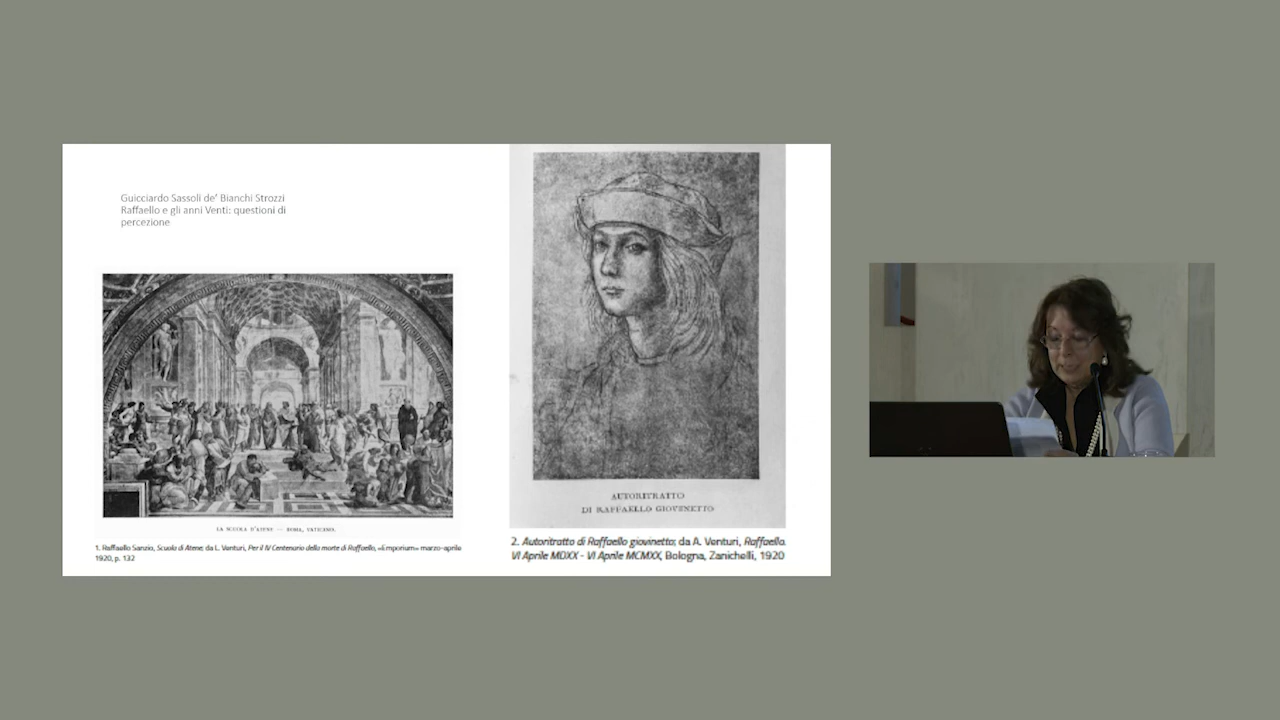 Guicciardo Sassoli de’ Bianchi Strozzi
Raffaello e gli anni Venti: questioni di
percezione
LA SCUOLA D'ATENE — ROMA, VATICANO.
1. Raffaello Sanzio, Scuola di Atene; da L. Venturi, Per il IV Centenario della morte di Raffaello, «Emporium» marzo-aprile
1920, p. 132
AUTORITRATTO
DI RAFFAELLO GIOVINETTO
2. Autoritratto di Raffaello giovinetto; da A. Venturi, Raffaello.
VI Aprile MDXX - VI Aprile MCMXX, Bologna, Zanichelli, 1920